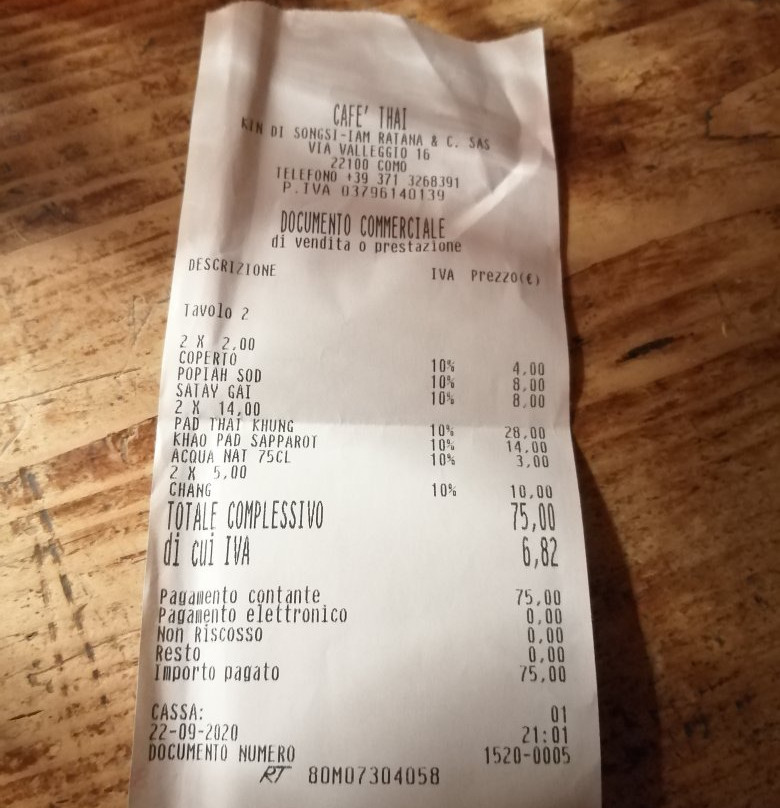 CAFE' THAI
KIN DI SONGSI-IAM RATANA & C. SAS
VIA VALLEGGIO 16
22100 COMO
TELEFONO +39 371 3268391
P.IVA 03796140139
DOCUMENTO COMMERCIALE
di vendita o prestazione
DESCRIZIONE IVA Prezzo(€)
Tavolo 2
2 X 2,00
COPERTO 10% 4,00
POPIAH SOD 10% 8,00
SATAY GAI 10% 8,00
2 X 14,00
PAD THAI KHUNG 10% 28,00
KHAO PAD SAPPAROT 10% 14,00
ACQUA NAT 75CL 10% 3,00
2 X 5,00
CHANG 10% 10,00
TOTALE COMPLESSIVO 75,00
di cui IVA 6,82
Pagamento contante 75,00
Pagamento elettronico 0,00
Non Riscosso 0,00
Resto 0,00
Importo pagato 75,00
CASSA: 01
22-09-2020 21:01
DOCUMENTO NUMERO 1520-0005
RT 80M07304058